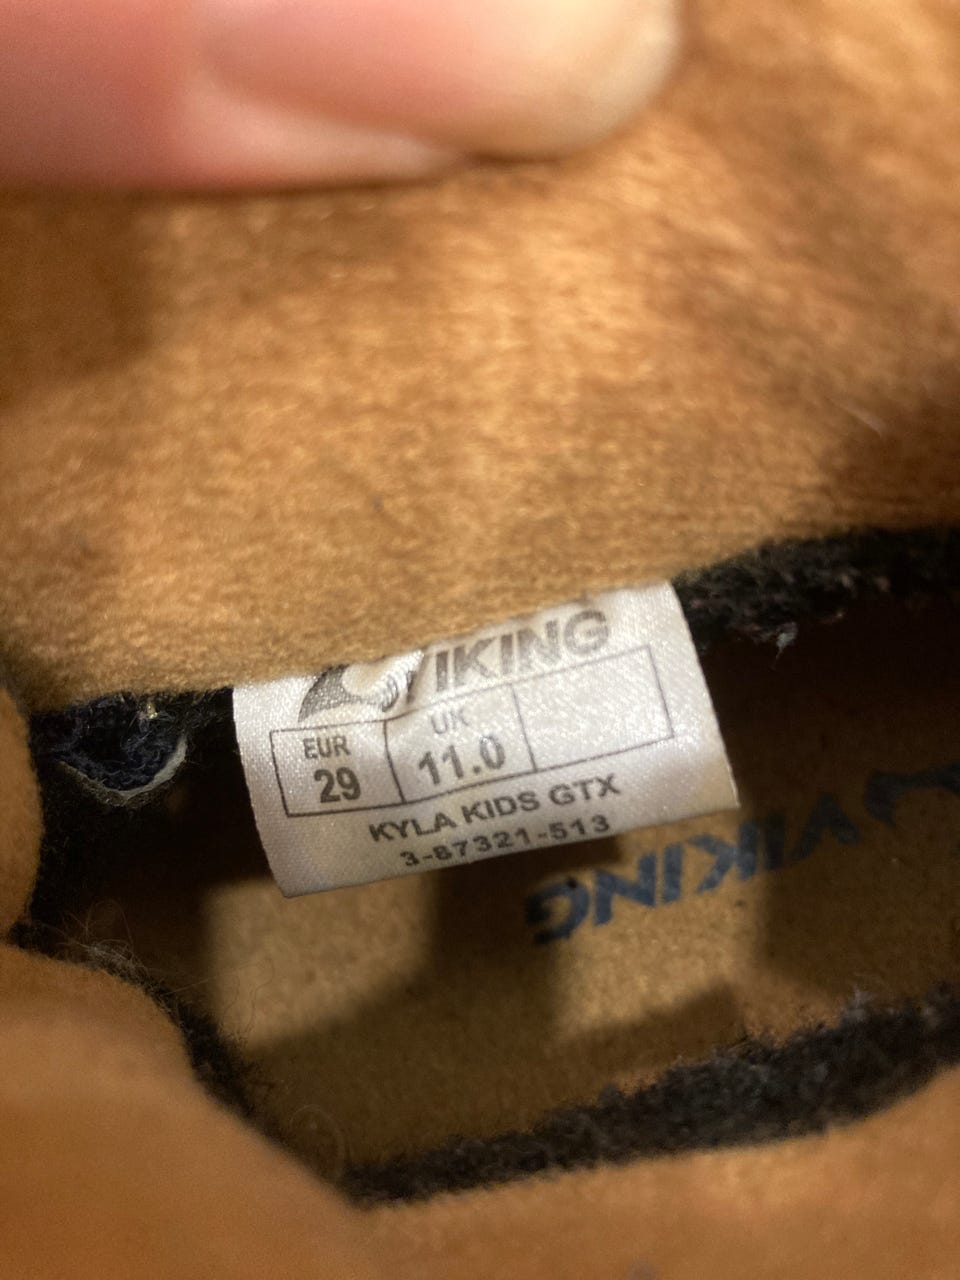 VIKING
EUR UK
29 11.0
KYLA KIDS GTX
3-87321-513
VIKING